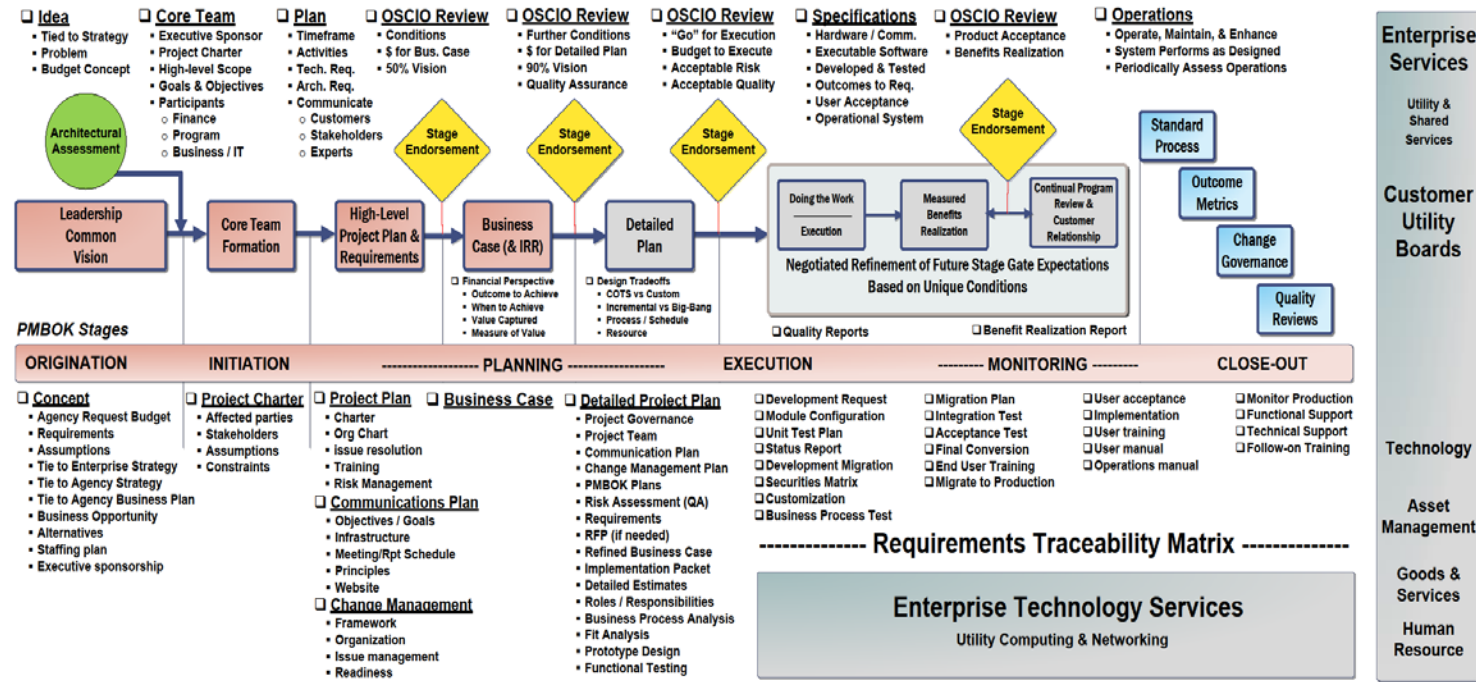 ❑ Idea
▪ Tied to Strategy
▪ Problem
▪ Budget Concept
❑ Core Team
▪ Executive Sponsor
▪ Project Charter
▪ High-level Scope
▪ Goals & Objectives
▪ Participants
o Finance
o Program
o Business / IT
❑ Plan
▪ Timeframe
▪ Activities
▪ Tech. Req.
▪ Arch. Req.
▪ Communicate
o Customers
o Stakeholders
o Experts
❑ OSCIO Review
▪ Conditions
▪ $ for Bus. Case
▪ 50% Vision
❑ OSCIO Review
▪ Further Conditions
▪ $ for Detailed Plan
▪ 90% Vision
▪ Quality Assurance
❑ OSCIO Review
▪ “Go” for Execution
▪ Budget to Execute
▪ Acceptable Risk
▪ Acceptable Quality
❑ Specifications
▪ Hardware / Comm.
▪ Executable Software
▪ Developed & Tested
▪ Outcomes to Req.
▪ User Acceptance
▪ Operational System
❑ OSCIO Review
▪ Product Acceptance
▪ Benefits Realization
❑ Operations
▪ Operate, Maintain, & Enhance
▪ System Performs as Designed
▪ Periodically Assess Operations
Architectural
Assessment
Stage
Endorsement
Stage
Endorsement
Stage
Endorsement
Stage
Endorsement
Leadership
Common
Vision
Core Team
Formation
High-Level
Project Plan &
Requirements
Business
Case (& IRR)
Detailed
Plan
Doing the Work
Execution
Measured
Benefits
Realization
Continual Program
Review &
Customer
Relationship
Negotiated Refinement of Future Stage Gate Expectations
Based on Unique Conditions
Standard
Process
Outcome
Metrics
Change
Governance
Quality
Reviews
❑ Financial Perspective
▪ Outcome to Achieve
▪ When to Achieve
▪ Value Captured
▪ Measure of Value
❑ Design Tradeoffs
▪ COTS vs Custom
▪ Incremental vs Big-Bang
▪ Process / Schedule
▪ Resource
❑ Quality Reports
❑ Benefit Realization Report
PMBOK Stages
ORIGINATION
INITIATION
------------------- PLANNING -------------------
EXECUTION
--------- MONITORING ---------
CLOSE-OUT
❑ Concept
▪ Agency Request Budget
▪ Requirements
▪ Assumptions
▪ Tie to Enterprise Strategy
▪ Tie to Agency Strategy
▪ Tie to Agency Business Plan
▪ Business Opportunity
▪ Alternatives
▪ Staffing plan
▪ Executive sponsorship
❑ Project Charter
▪ Affected parties
▪ Stakeholders
▪ Assumptions
▪ Constraints
❑ Project Plan
▪ Charter
▪ Org Chart
▪ issue resolution
▪ Training
▪ Risk Management
❑ Communications Plan
▪ Objectives / Goals
▪ Infrastructure
▪ Meeting/Rpt Schedule
▪ Principles
▪ Website
❑ Change Management
▪ Framework
▪ Organization
▪ Issue management
▪ Readiness
❑ Business Case
❑ Detailed Project Plan
▪ Project Governance
▪ Project Team
▪ Communication Plan
▪ Change Management Plan
▪ PMBOK Plans
▪ Risk Assessment (QA)
▪ Requirements
▪ RFP (if needed)
▪ Refined Business Case
▪ Implementation Packet
▪ Detailed Estimates
▪ Roles / Responsibilities
▪ Business Process Analysis
▪ Fit Analysis
▪ Prototype Design
▪ Functional Testing
❑ Development Request
❑ Module Configuration
❑ Unit Test Plan
❑ Status Report
❑ Development Migration
❑ Securities Matrix
❑ Customization
❑ Business Process Test
❑ Migration Plan
❑ Integration Test
❑ Acceptance Test
❑ Final Conversion
❑ End User Training
❑ Migrate to Production
❑ User acceptance
❑ Implementation
❑ User training
❑ User manual
❑ Operations manual
❑ Monitor Production
❑ Functional Support
❑ Technical Support
❑ Follow-on Training
-------------- Requirements Traceability Matrix --------------
Enterprise Technology Services
Utility Computing & Networking
Enterprise
Services
Utility &
Shared
Services
Customer
Utility
Boards
Technology
Asset
Management
Goods &
Services
Human
Resource